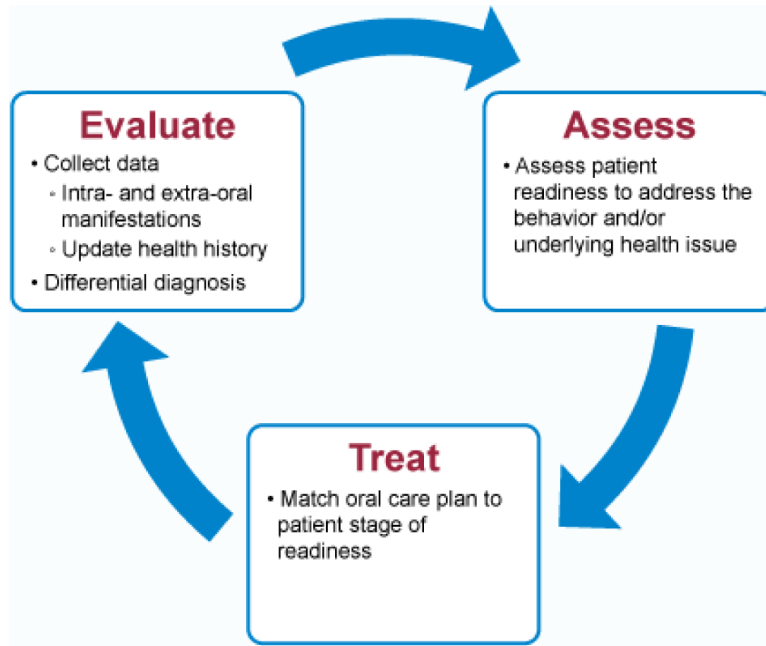 Evaluate
• Collect data
◦ Intra- and extra-oral
manifestations
◦ Update health history
• Differential diagnosis
Assess
• Assess patient
readiness to address the
behavior and/or
underlying health issue
Treat
• Match oral care plan to
patient stage of
readiness